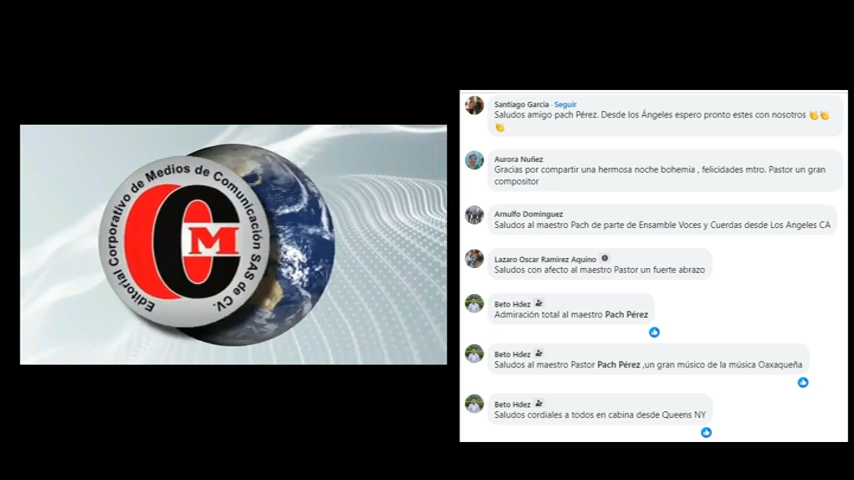 Editorial Corporativo de Medios de Comunicación SAS de CV.
CM
Santiago Garcia · Seguir
Saludos amigo pach Pérez. Desde los Ángeles espero pronto estes con nosotros 👏👏
👏
Aurora Nuñez
Gracias por compartir una hermosa noche bohemia , felicidades mtro. Pastor un gran
compositor
Arnulfo Dominguez
Saludos al maestro Pach de parte de Ensamble Voces y Cuerdas desde Los Angeles CA
Lazaro Oscar Ramirez Aquino
Saludos con afecto al maestro Pastor un fuerte abrazo
Beto Hdez
Admiración total al maestro Pach Pérez
Beto Hdez
Saludos al maestro Pastor Pach Pérez ,un gran músico de la música Oaxaqueña
Beto Hdez
Saludos cordiales a todos en cabina desde Queens NY